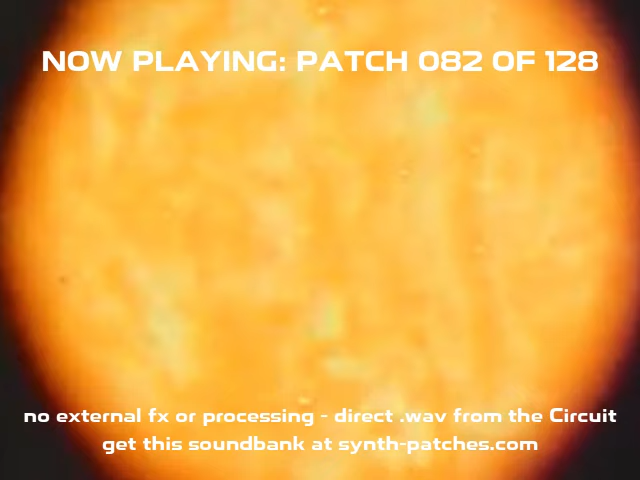 NOW PLAYING: PATCH 082 OF 128
no external fx or processing - direct .wav from the Circuit
get this soundbank at synth-patches.com